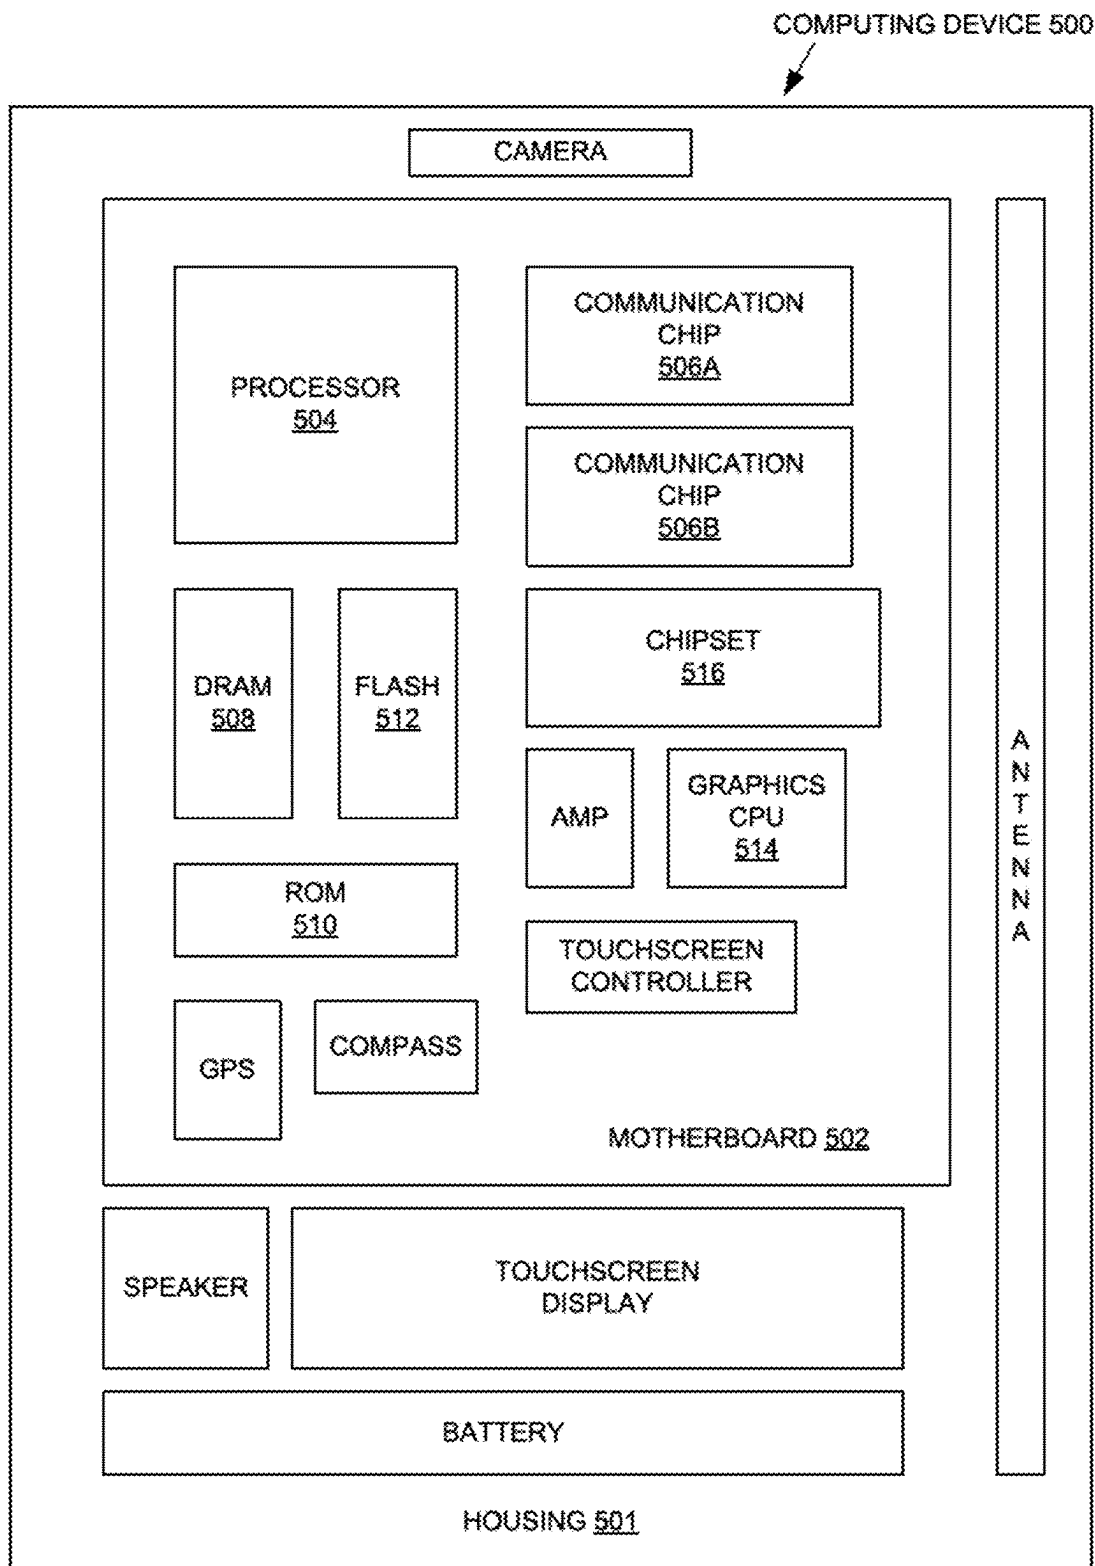 COMPUTING DEVICE 500
CAMERA
PROCESSOR
504
COMMUNICATION
CHIP
506A
COMMUNICATION
CHIP
506B
DRAM
508
FLASH
512
CHIPSET
516
AMP
GRAPHICS
CPU
514
ROM
510
TOUCHSCREEN
CONTROLLER
GPS
COMPASS
MOTHERBOARD 502
ANTENNA
SPEAKER
TOUCHSCREEN
DISPLAY
BATTERY
HOUSING 501